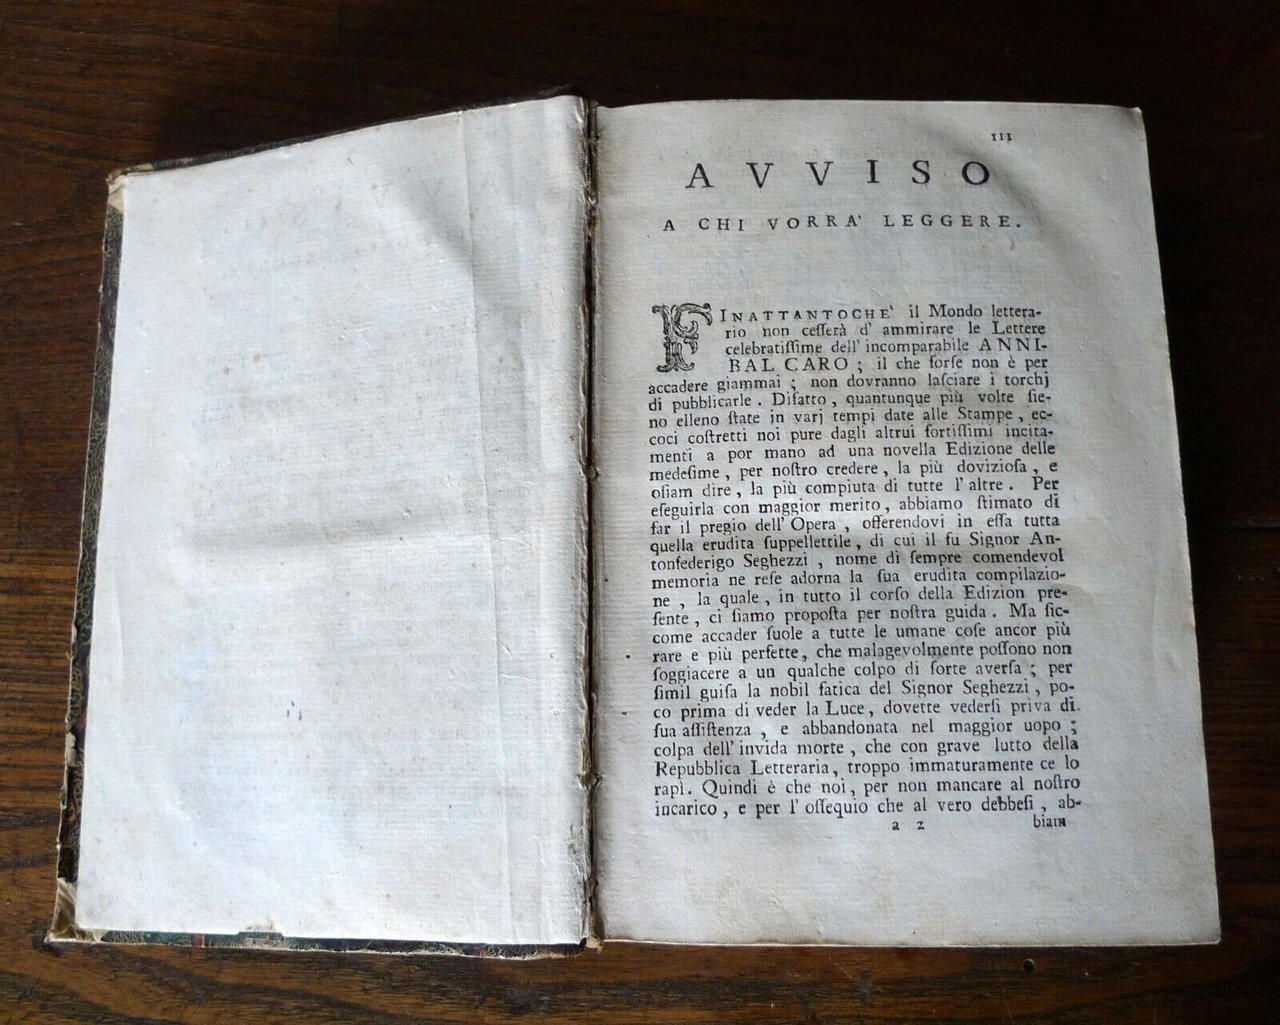 III
AVVISO
A CHI VORRA' LEGGERE.
FINATTANTOCHE' il Mondo lettera-
rio non ceſſerà d' ammirare le Lettere
celebratiſſime dell' incomparabile ANNI-
BAL CARO; il che forſe non è per
accadere giammai; non dovranno laſciare i torchj
di pubblicarle. Difatto, quantunque più volte ſie-
no elleno ſtate in varj tempi date alle Stampe, ec-
coci coſtretti noi pure dagli altrui fortiſſimi incita-
menti a por mano ad una novella Edizione delle
medeſime, per noſtro credere, la più dovizioſa, e
oſiam dire, la più compiuta di tutte l' altre. Per
eſeguirla con maggior merito, abbiamo ſtimato di
far il pregio dell' Opera, offerendovi in eſſa tutta
quella erudita ſuppellettile, di cui il fu Signor An-
tonfederigo Seghezzi, nome di ſempre comendevol
memoria ne reſe adorna la ſua erudita compilazio-
ne, la quale, in tutto il corſo della Edizion pre-
ſente, ci ſiamo propoſta per noſtra guida. Ma ſic-
come accader ſuole a tutte le umane coſe ancor più
rare e più perfette, che malagevolmente poſſono non
ſoggiacere a un qualche colpo di ſorte averſa; per
ſimil guiſa la nobil fatica del Signor Seghezzi, po-
co prima di veder la Luce, dovette vederſi priva di
ſua aſſiſtenza, e abbandonata nel maggior uopo;
colpa dell' invida morte, che con grave lutto della
Repubblica Letteraria, troppo immaturamente ce lo
rapì. Quindi è che noi, per non mancare al noſtro
incarico, e per l' oſſequio che al vero debbeſi, ab-
a 2 biam